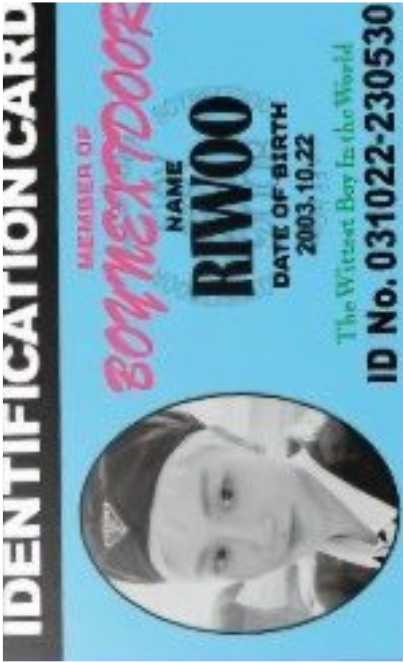 IDENTIFICATION CARD
MEMBER OF
BOYNEXTDOOR
NAME
RIWOO
DATE OF BIRTH
2003.10.22
The Wittest Boy In the World
ID No. 031022-230530